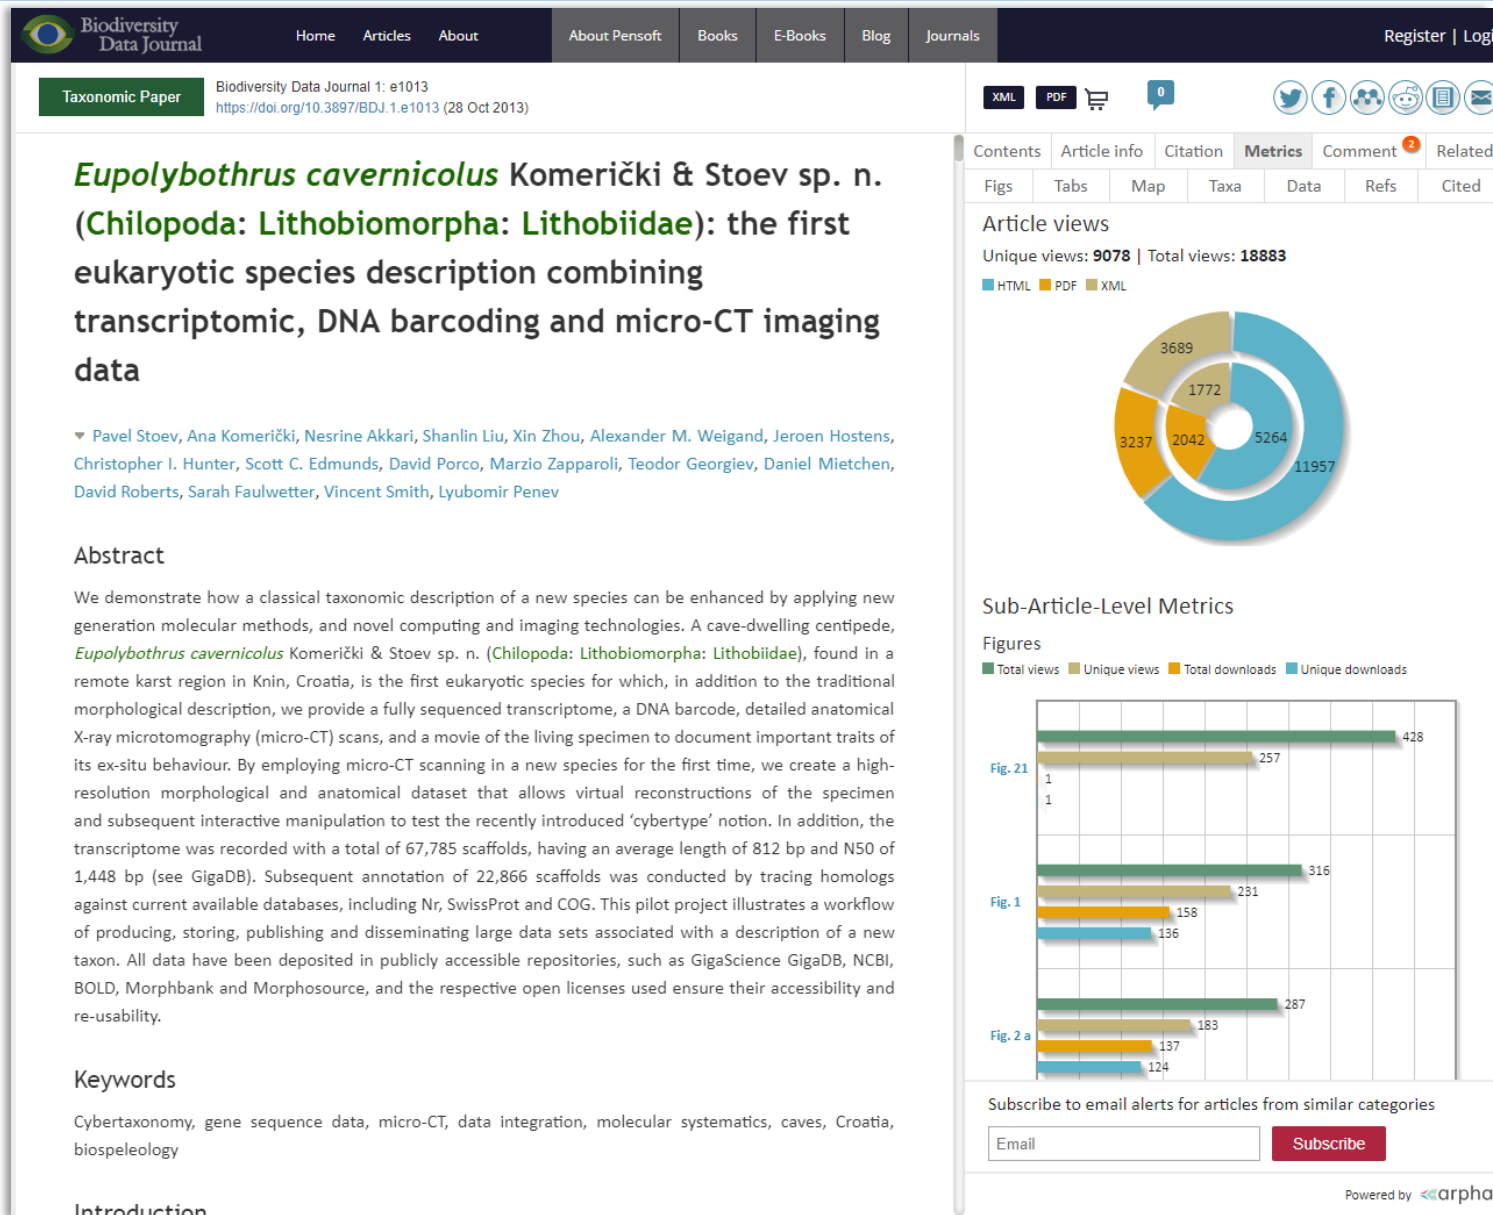 Biodiversity
Data Journal
Home Articles About About Pensoft Books E-Books Blog Journals
Register | Logi
Taxonomic Paper
Biodiversity Data Journal 1: e1013
https://doi.org/10.3897/BDJ.1.e1013 (28 Oct 2013)
XML PDF 0
Eupolybothrus cavernicolus Komerički & Stoev sp. n.
(Chilopoda: Lithobiomorpha: Lithobiidae): the first
eukaryotic species description combining
transcriptomic, DNA barcoding and micro-CT imaging
data
Pavel Stoev, Ana Komerički, Nesrine Akkari, Shanlin Liu, Xin Zhou, Alexander M. Weigand, Jeroen Hostens,
Christopher I. Hunter, Scott C. Edmunds, David Porco, Marzio Zapparoli, Teodor Georgiev, Daniel Mietchen,
David Roberts, Sarah Faulwetter, Vincent Smith, Lyubomir Penev
Abstract
We demonstrate how a classical taxonomic description of a new species can be enhanced by applying new
generation molecular methods, and novel computing and imaging technologies. A cave-dwelling centipede,
Eupolybothrus cavernicolus Komerički & Stoev sp. n. (Chilopoda: Lithobiomorpha: Lithobiidae), found in a
remote karst region in Knin, Croatia, is the first eukaryotic species for which, in addition to the traditional
morphological description, we provide a fully sequenced transcriptome, a DNA barcode, detailed anatomical
X-ray microtomography (micro-CT) scans, and a movie of the living specimen to document important traits of
its ex-situ behaviour. By employing micro-CT scanning in a new species for the first time, we create a high-
resolution morphological and anatomical dataset that allows virtual reconstructions of the specimen
and subsequent interactive manipulation to test the recently introduced ‘cybertype’ notion. In addition, the
transcriptome was recorded with a total of 67,785 scaffolds, having an average length of 812 bp and N50 of
1,448 bp (see GigaDB). Subsequent annotation of 22,866 scaffolds was conducted by tracing homologs
against current available databases, including Nr, SwissProt and COG. This pilot project illustrates a workflow
of producing, storing, publishing and disseminating large data sets associated with a description of a new
taxon. All data have been deposited in publicly accessible repositories, such as GigaScience GigaDB, NCBI,
BOLD, Morphbank and Morphosource, and the respective open licenses used ensure their accessibility and
re-usability.
Keywords
Cybertaxonomy, gene sequence data, micro-CT, data integration, molecular systematics, caves, Croatia,
biospeleology
Introduction
Contents Article info Citation Metrics Comment 2 Related
Figs Tabs Map Taxa Data Refs Cited
Article views
Unique views: 9078 | Total views: 18883
HTML PDF XML
3689
1772
3237 2042 5264
11957
Sub-Article-Level Metrics
Figures
Total views Unique views Total downloads Unique downloads
428
257
Fig. 21
1
1
316
231
Fig. 1
158
136
287
183
Fig. 2 a
137
124
Subscribe to email alerts for articles from similar categories
Email Subscribe
Powered by arpha